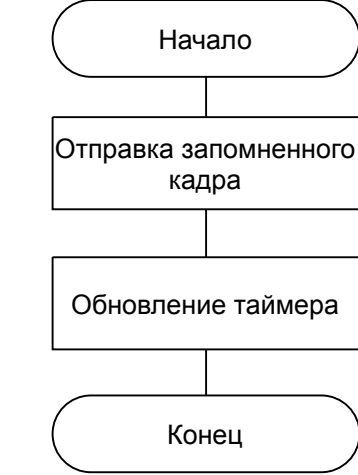 Начало
Отправка запомненного
кадра
Обновление таймера
Конец